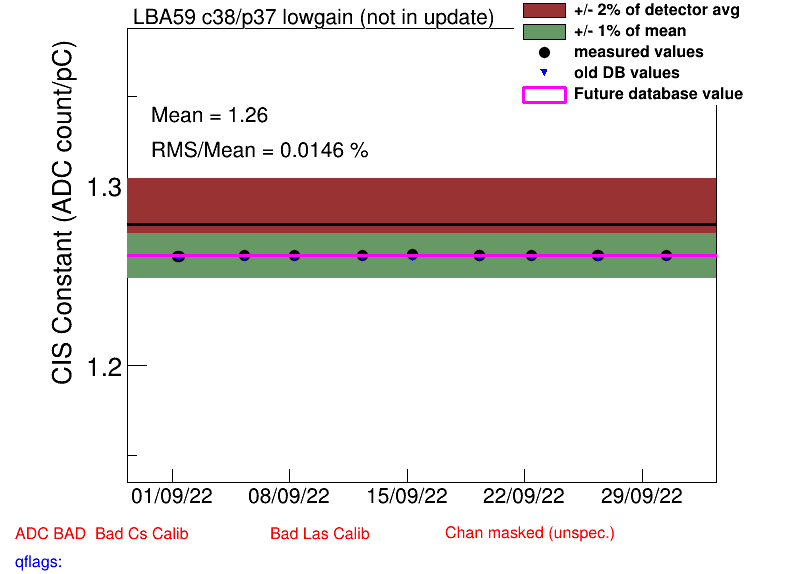 LBA59 c38/p37 lowgain (not in update)
+/- 2% of detector avg
+/- 1% of mean
measured values
old DB values
Future database value
Mean = 1.26
RMS/Mean = 0.0146 %
CIS Constant (ADC count/pC)
1.3
1.2
01/09/22 08/09/22 15/09/22 22/09/22 29/09/22
ADC BAD Bad Cs Calib Bad Las Calib Chan masked (unspec.)
qflags: